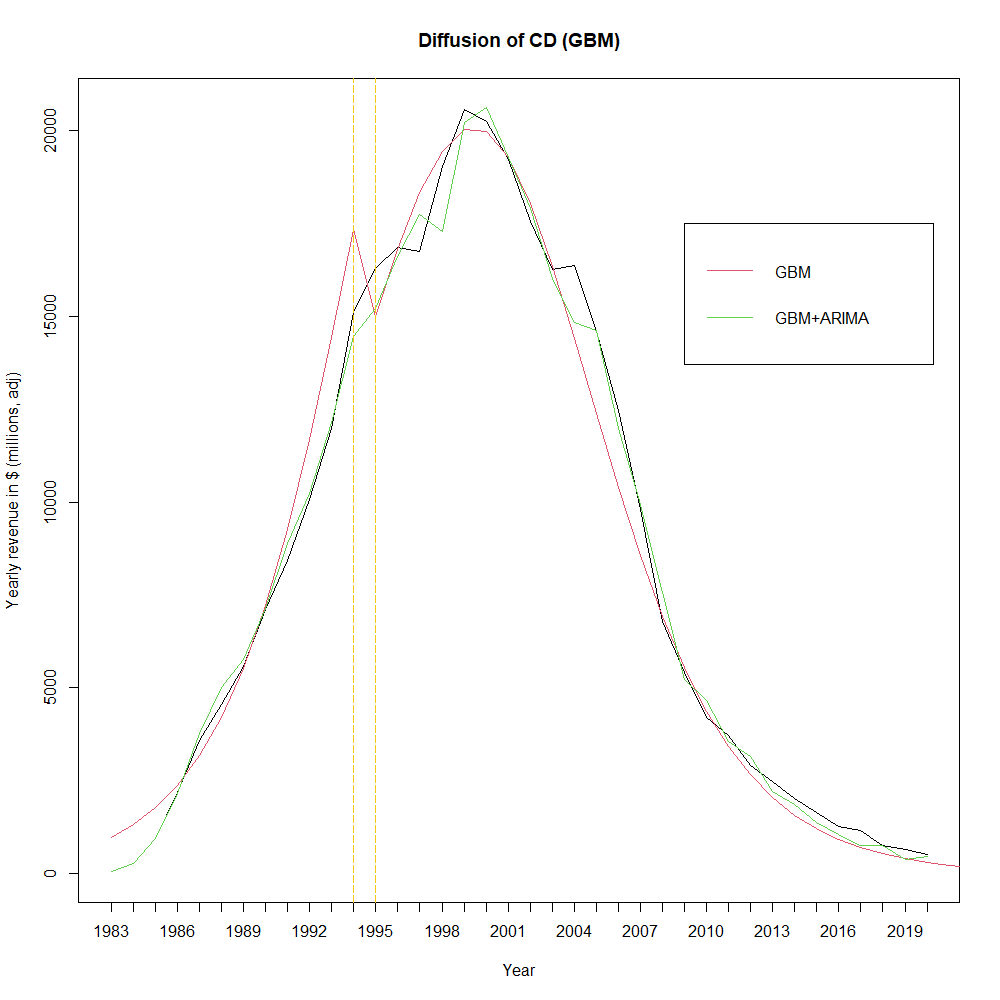 Diffusion of CD (GBM)
Yearly revenue in $ (millions, adj)
20000
15000
10000
5000
0
GBM
GBM+ARIMA
1983 1986 1989 1992 1995 1998 2001 2004 2007 2010 2013 2016 2019
Year